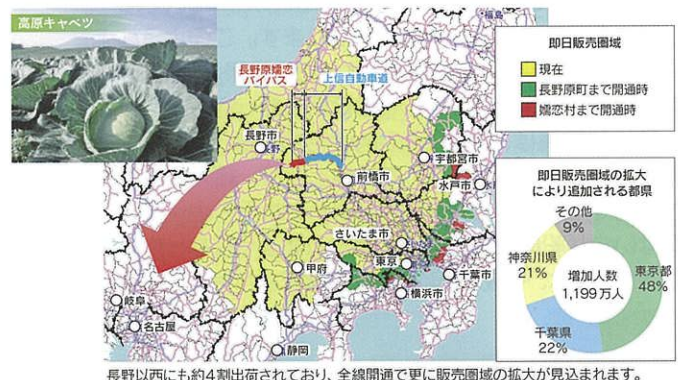 高原キャベツ
福島
長野原嬬恋
バイパス
上信自動車道
長野市
長野
前橋市
宇都宮市
水戸市
さいたま市
東京
甲府
千葉市
横浜市
岐阜
名古屋
静岡
即日販売圏域
現在
長野原町まで開通時
嬬恋村まで開通時
即日販売圏域の拡大
により追加される都県
その他
9%
神奈川県
21%
東京都
48%
千葉県
22%
増加人数
1,199万人
長野以西にも約4割出荷されており、全線開通で更に販売圏域の拡大が見込まれます。